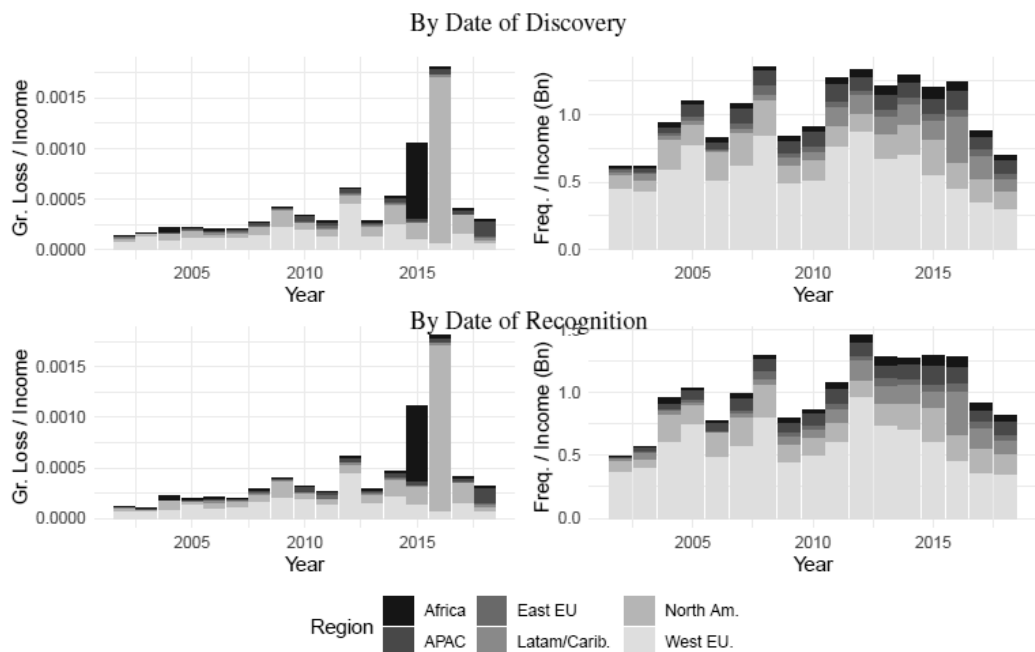 By Date of Discovery
Gr. Loss / Income
0.0015
0.0010
0.0005
0.0000
2005 2010 2015
Year
Freq. / Income (Bn)
1.0
0.5
0.0
2005 2010 2015
Year
By Date of Recognition
Gr. Loss / Income
0.0015
0.0010
0.0005
0.0000
2005 2010 2015
Year
Freq. / Income (Bn)
1.5
1.0
0.5
0.0
2005 2010 2015
Year
Region
Africa East EU North Am.
APAC Latam/Carib. West EU.